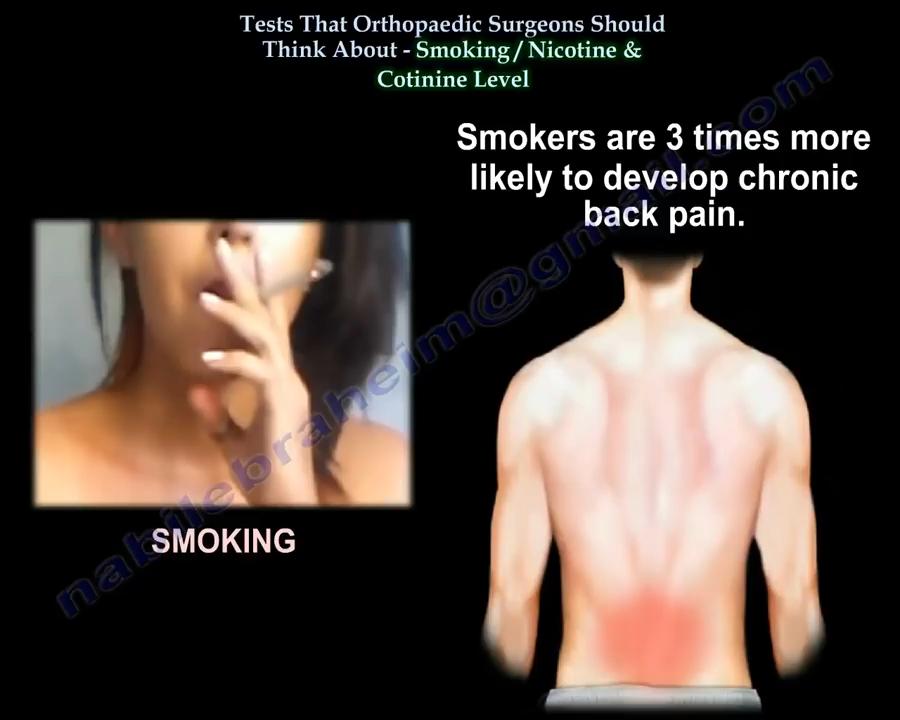 Tests That Orthopaedic Surgeons Should
Think About - Smoking / Nicotine &
Cotinine Level
Smokers are 3 times more
likely to develop chronic
back pain.
SMOKING
nabilebraheim@gmail.com